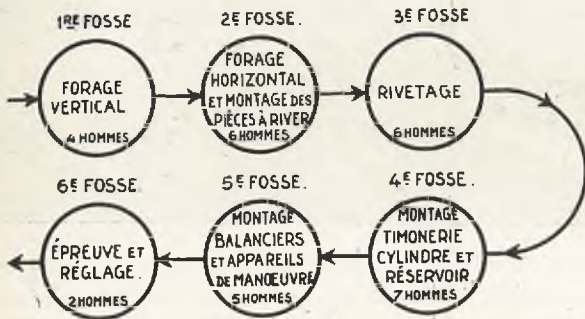 1RE FOSSE
2E FOSSE.
3E FOSSE
FORAGE
VERTICAL
4 HOMMES
FORAGE
HORIZONTAL
ET MONTAGE DES
PIÈCES À RIVER
6 HOMMES
RIVETAGE
6 HOMMES
6E FOSSE.
5E FOSSE.
4E FOSSE.
ÉPREUVE ET
RÉGLAGE.
2 HOMMES
MONTAGE
BALANCIERS
ET APPAREILS
DE MANŒUVRE
5 HOMMES
MONTAGE
TIMONERIE
CYLINDRE ET
RÉSERVOIR
7 HOMMES